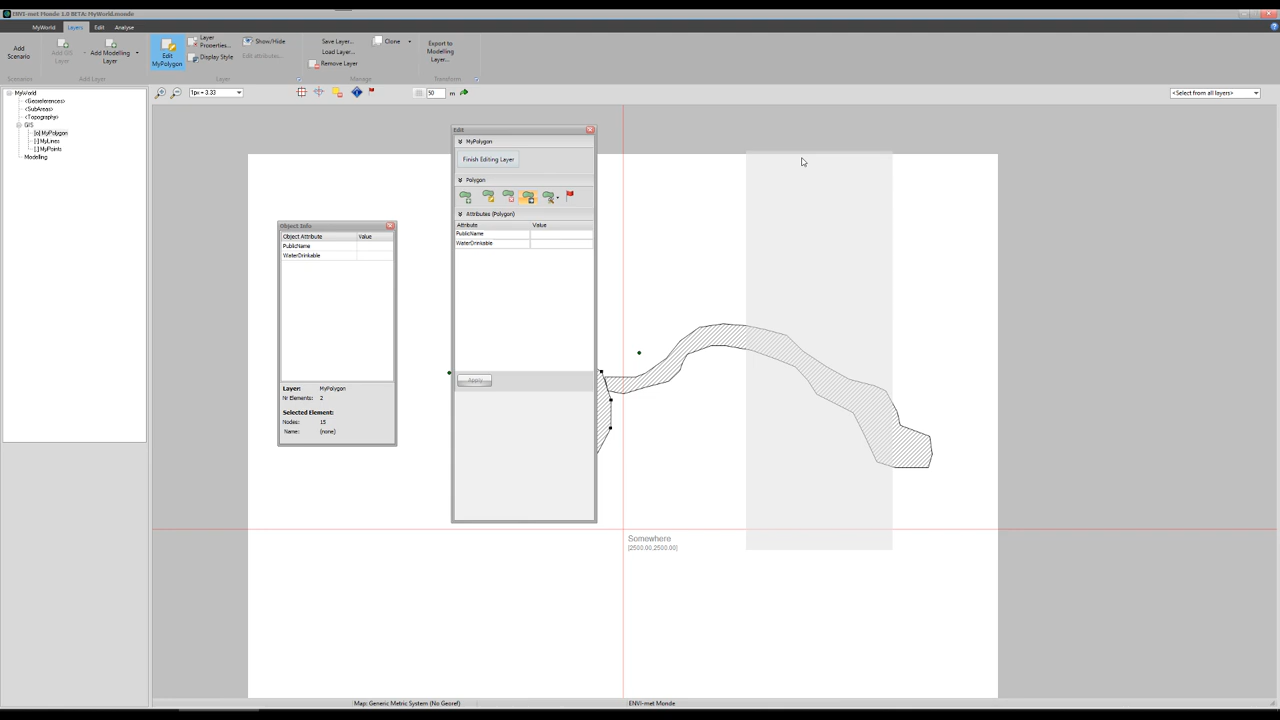 ENVI-met Monde 1.0 BETA: MyWorld.monde
MyWorld Layers Edit Analyse
Add Scenario
Add GIS Layer
Add Modelling Layer
Edit MyPolygon
Layer Properties...
Display Style
Show/Hide
Edit attributes...
Save Layer...
Load Layer...
Remove Layer
Clone
Export to Modelling Layer...
Scenarios Add Layer Layer Manage Transform
1px = 3.33
50 m
<Select from all layers>
MyWorld
<Georeferences>
<SubAreas>
<Topography>
GIS
[o] MyPolygon
[:] MyLines
[:] MyPoints
Modeling
Object Info
Object Attribute Value
PublicName
WaterDrinkable
Layer: MyPolygon
Nr Elements: 2
Selected Element:
Nodes: 15
Name: (none)
Edit
MyPolygon
Finish Editing Layer
Polygon
Attributes (Polygon)
Attribute Value
PublicName
WaterDrinkable
Apply
Somewhere
[2500.00,2500.00]
Map: Generic Metric System (No Georef)
ENVI-met Monde